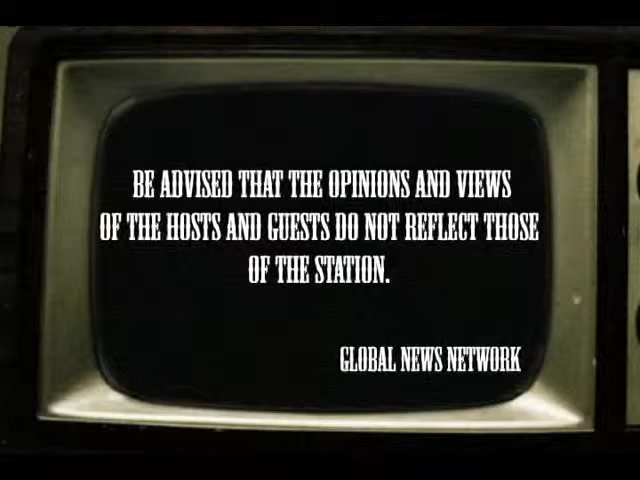 BE ADVISED THAT THE OPINIONS AND VIEWS
OF THE HOSTS AND GUESTS DO NOT REFLECT THOSE
OF THE STATION.
GLOBAL NEWS NETWORK